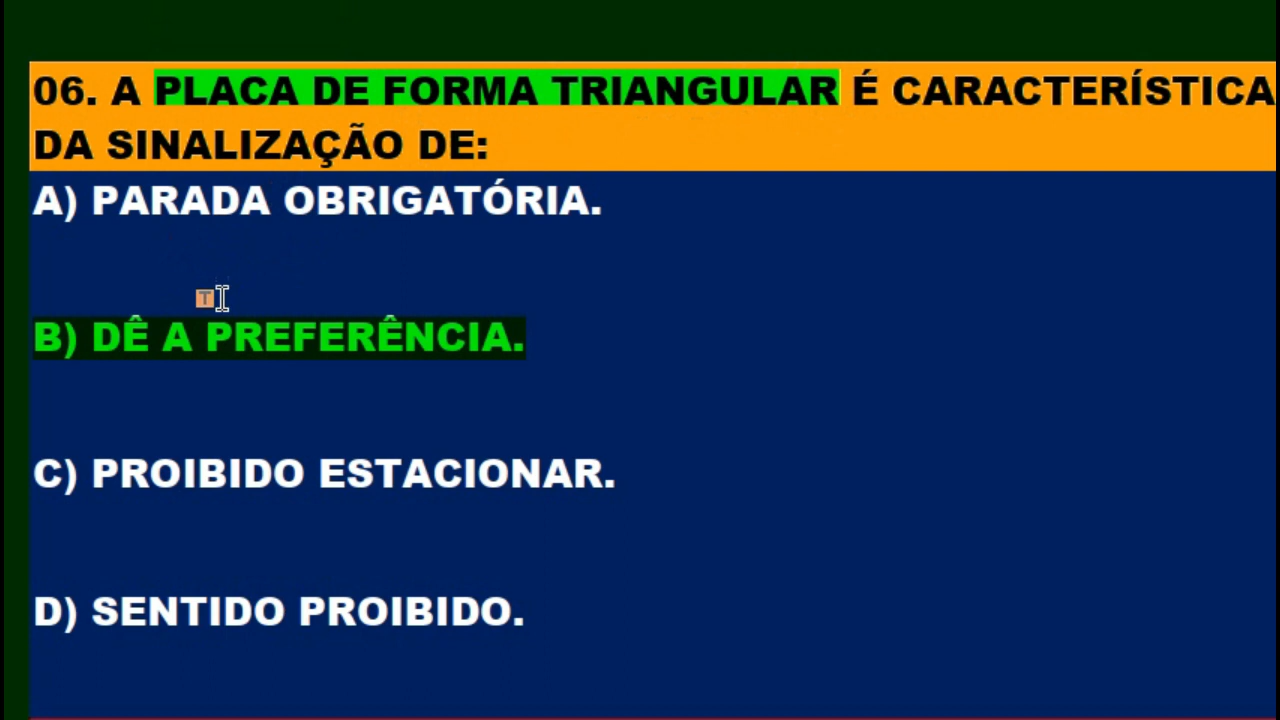 06. A PLACA DE FORMA TRIANGULAR É CARACTERÍSTICA
DA SINALIZAÇÃO DE:
A) PARADA OBRIGATÓRIA.
T
B) DÊ A PREFERÊNCIA.
C) PROIBIDO ESTACIONAR.
D) SENTIDO PROIBIDO.